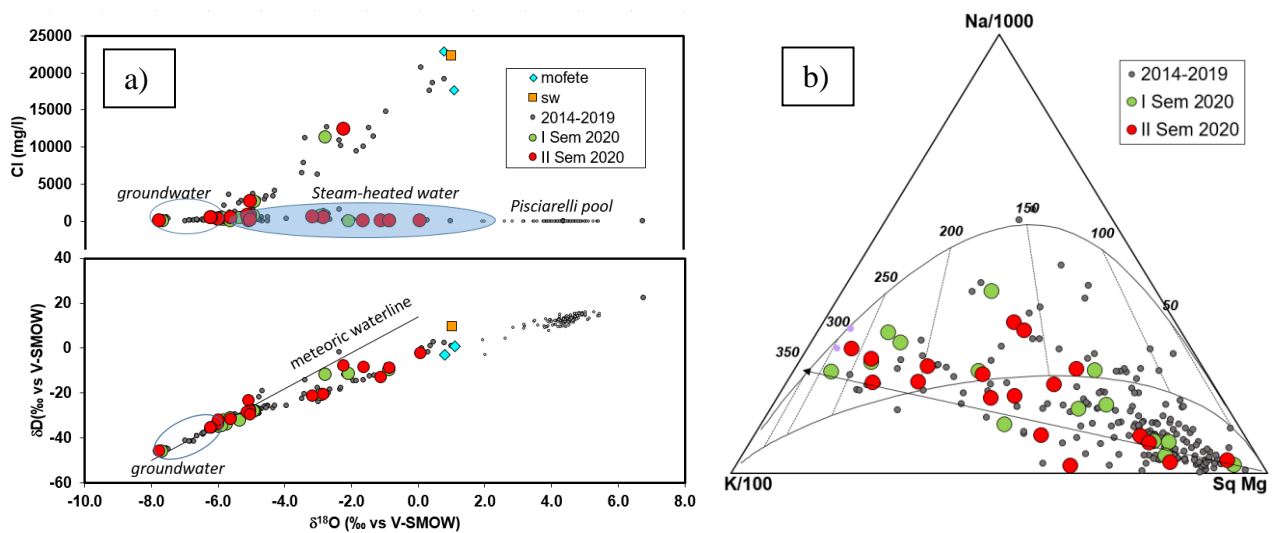 a)
25000
20000
15000
10000
5000
0
Cl (mg/l)
mofete
sw
2014-2019
I Sem 2020
II Sem 2020
groundwater
Steam-heated water
Pisciarelli pool
40
20
0
-20
-40
-60
δD(‰ vs V-SMOW)
meteoric waterline
groundwater
-10.0 -8.0 -6.0 -4.0 -2.0 0.0 2.0 4.0 6.0 8.0
δ18O (‰ vs V-SMOW)
b)
Na/1000
2014-2019
I Sem 2020
II Sem 2020
150
200
100
250
50
300
350
K/100
Sq Mg